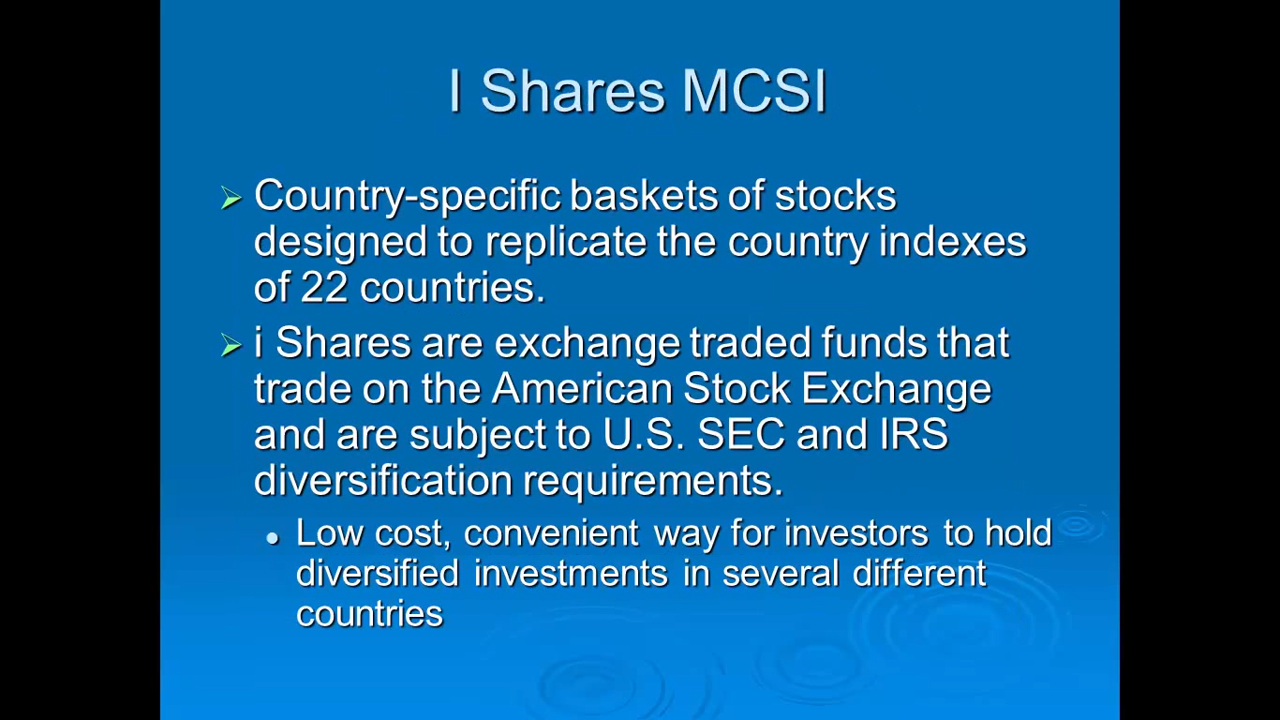 I Shares MCSI
Country-specific baskets of stocks
designed to replicate the country indexes
of 22 countries.
i Shares are exchange traded funds that
trade on the American Stock Exchange
and are subject to U.S. SEC and IRS
diversification requirements.
Low cost, convenient way for investors to hold
diversified investments in several different
countries